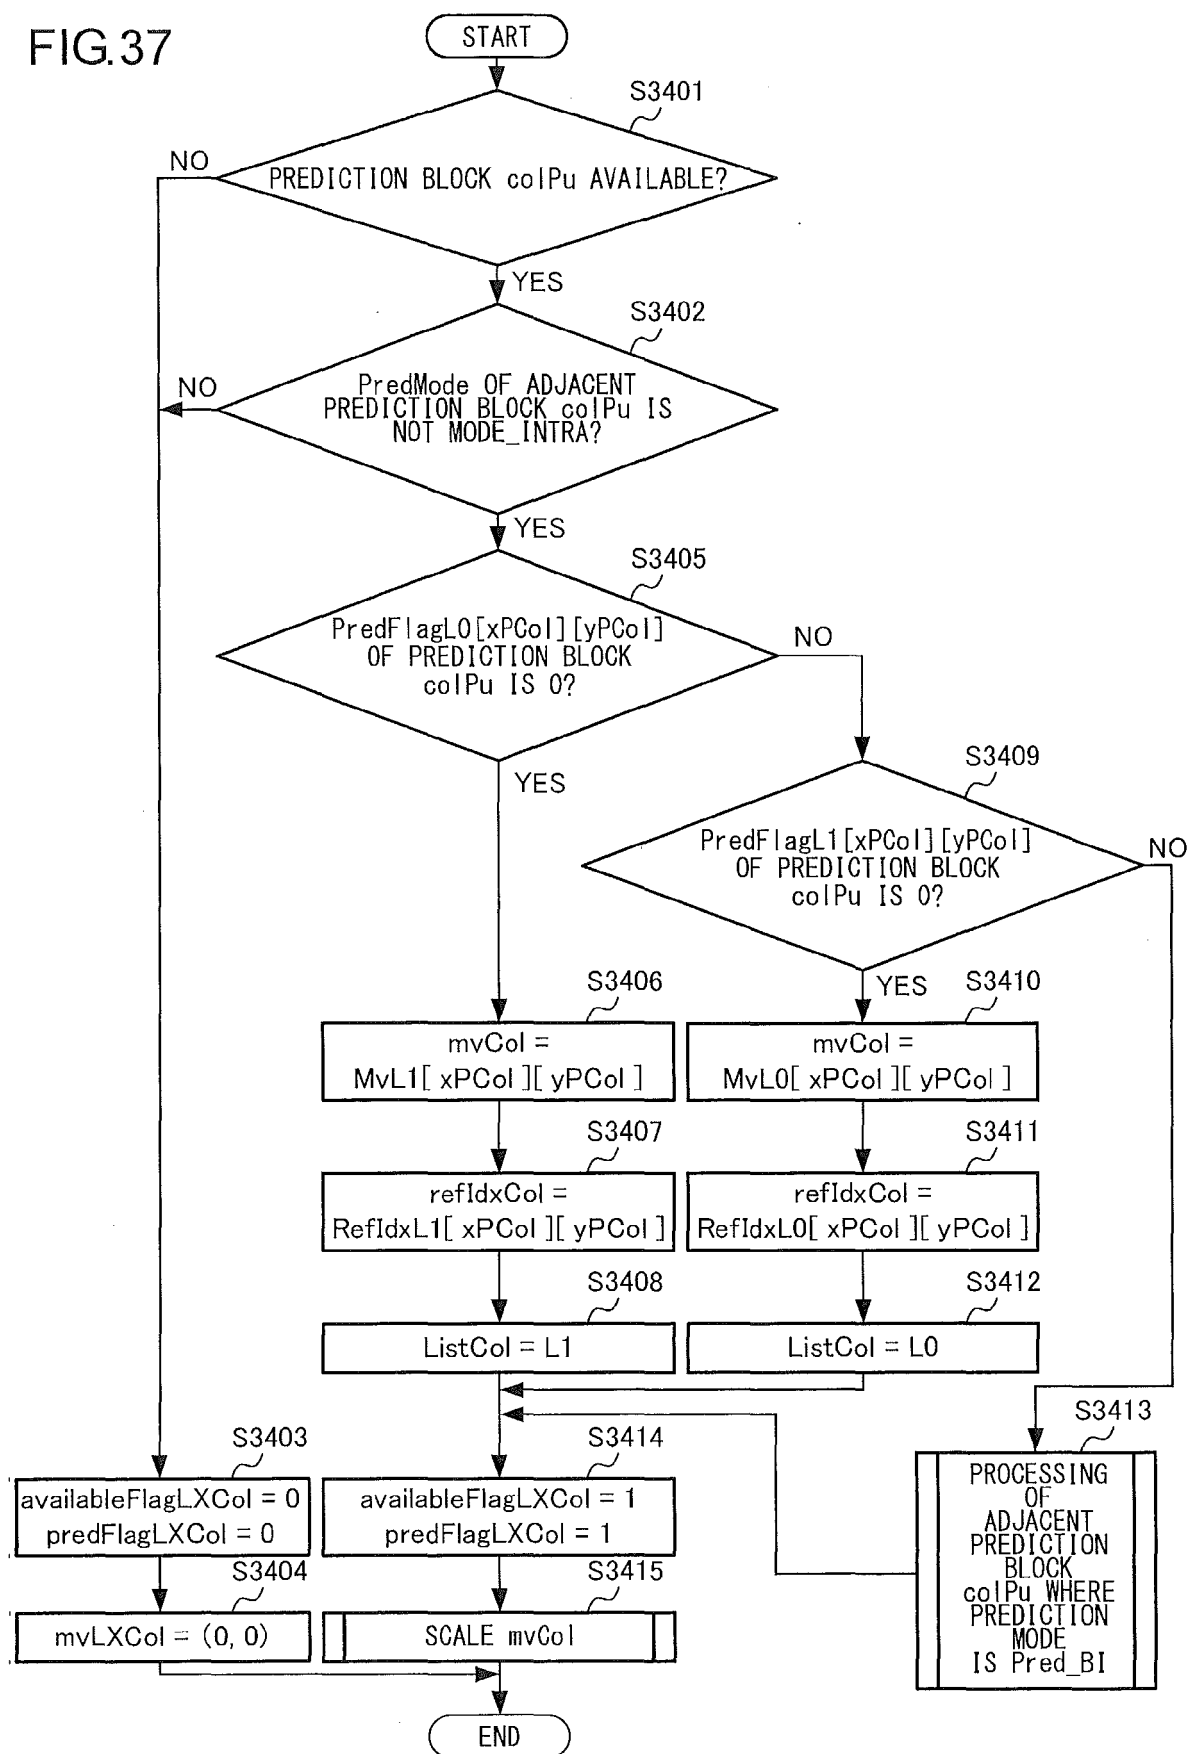 FIG.37
START
S3401
NO
PREDICTION BLOCK colPu AVAILABLE?
YES
S3402
NO
PredMode OF ADJACENT
PREDICTION BLOCK colPu IS
NOT MODE_INTRA?
YES
S3405
PredFlagL0[xPCol][yPCol]
OF PREDICTION BLOCK
colPu IS 0?
NO
YES
S3409
PredFlagL1[xPCol][yPCol]
OF PREDICTION BLOCK
colPu IS 0?
NO
YES
S3406
mvCol =
MvL1[ xPCol ][ yPCol ]
S3410
mvCol =
MvL0[ xPCol ][ yPCol ]
S3407
refIdxCol =
RefIdxL1[ xPCol ][ yPCol ]
S3411
refIdxCol =
RefIdxL0[ xPCol ][ yPCol ]
S3408
ListCol = L1
S3412
ListCol = L0
S3403
availableFlagLXCol = 0
predFlagLXCol = 0
S3414
availableFlagLXCol = 1
predFlagLXCol = 1
S3413
PROCESSING
OF
ADJACENT
PREDICTION
BLOCK
colPu WHERE
PREDICTION
MODE
IS Pred_BI
S3404
mvLXCol = (0, 0)
S3415
SCALE mvCol
END